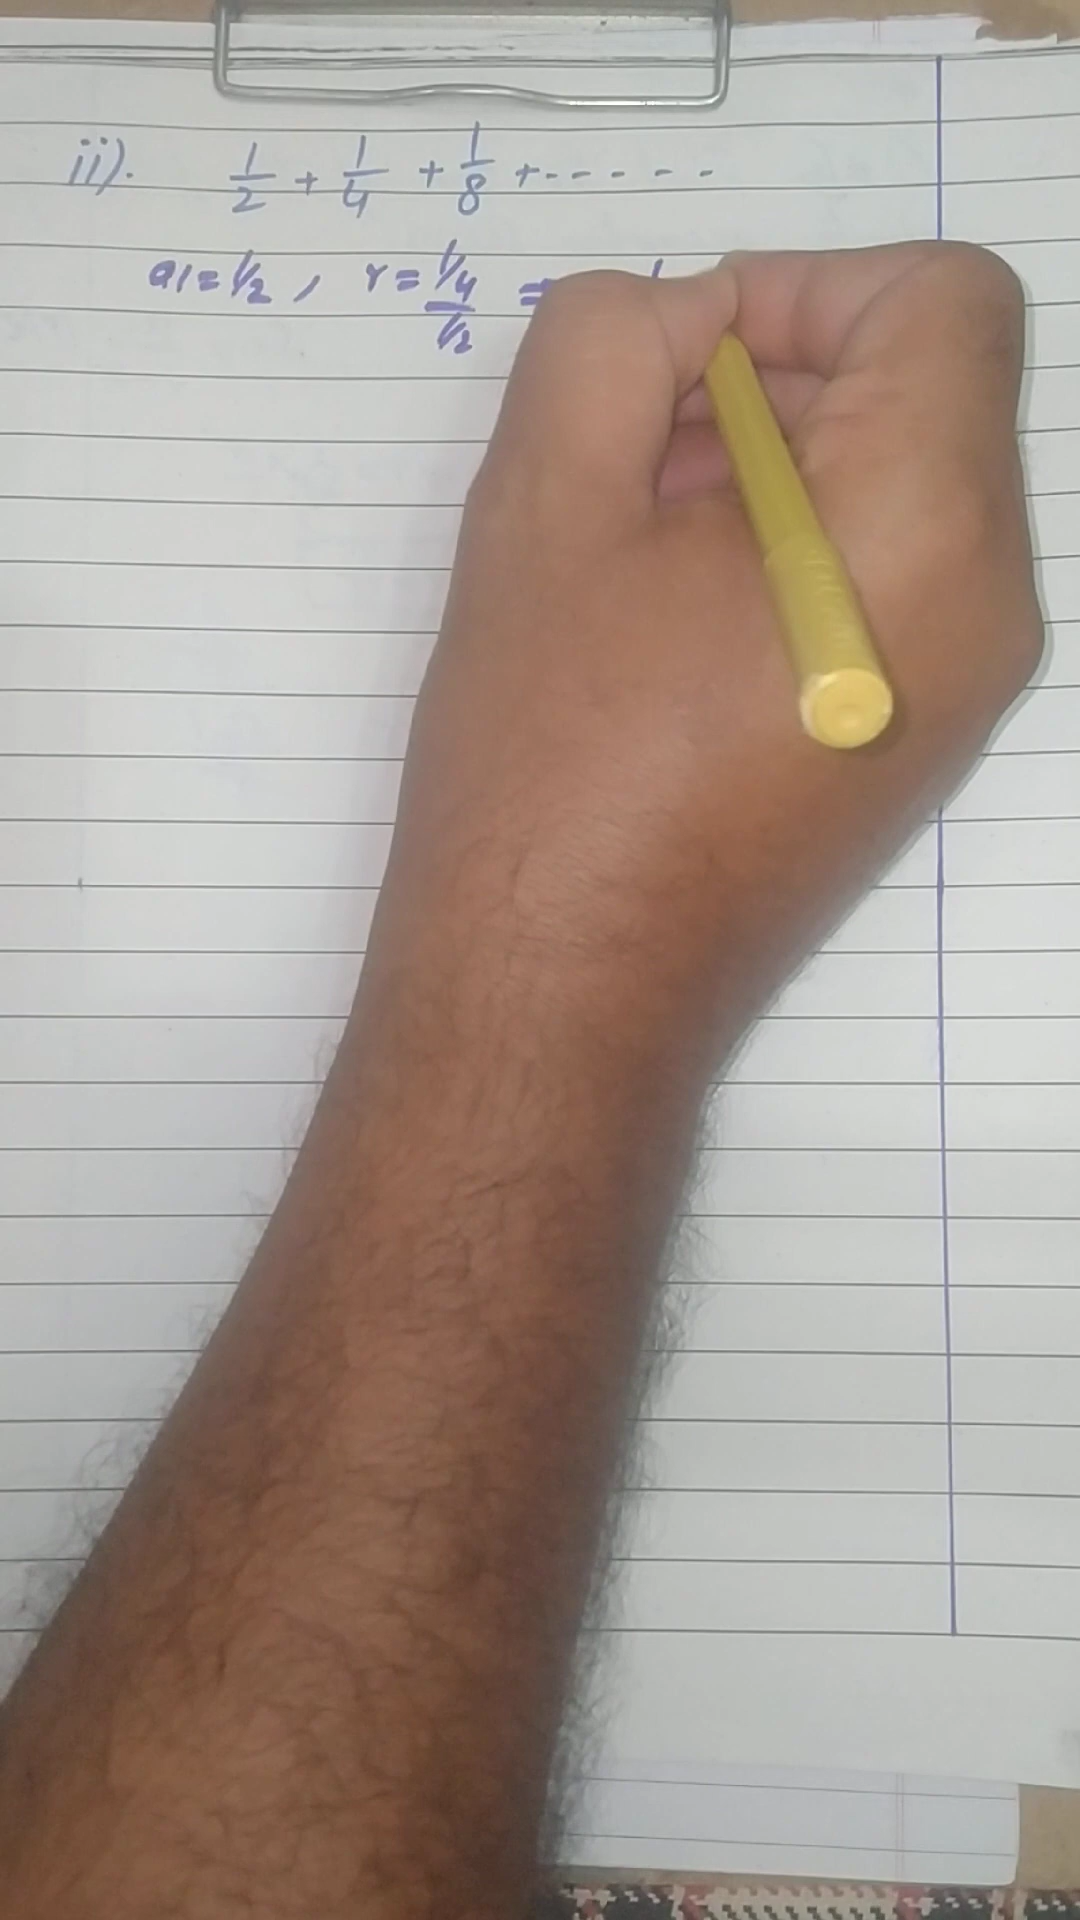 ii). 1/2 + 1/4 + 1/8 + - - - - - -
a1 = 1/2 , r = 1/4 / 1/2 =